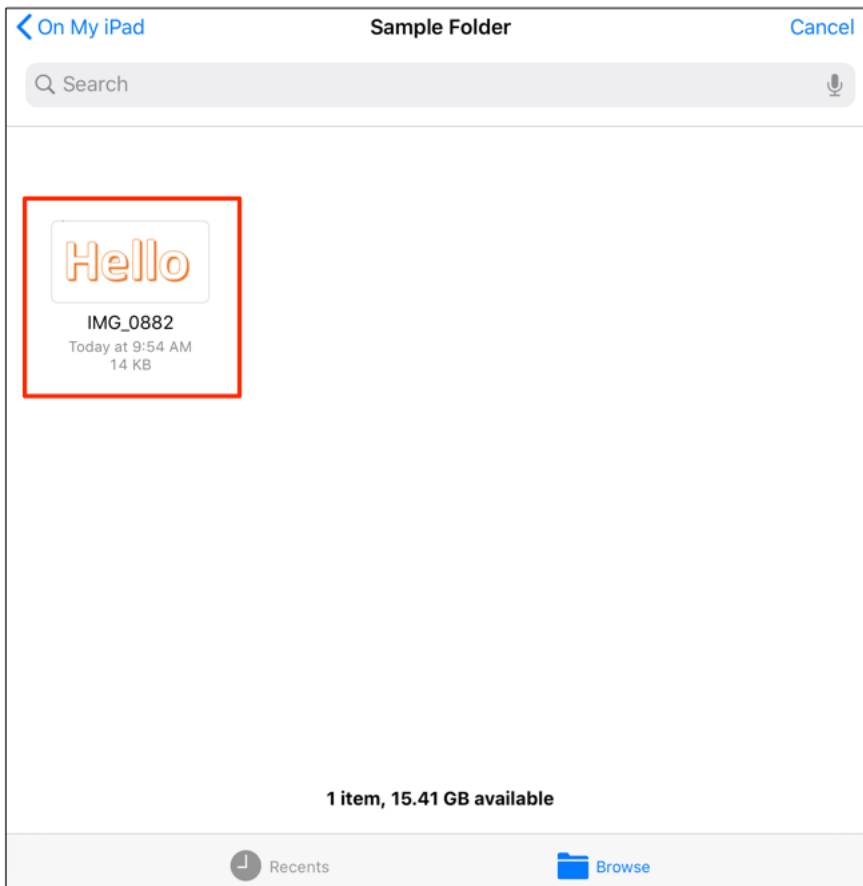 On My iPad
Sample Folder
Cancel
Search
Hello
IMG_0882
Today at 9:54 AM
14 KB
1 item, 15.41 GB available
Recents
Browse